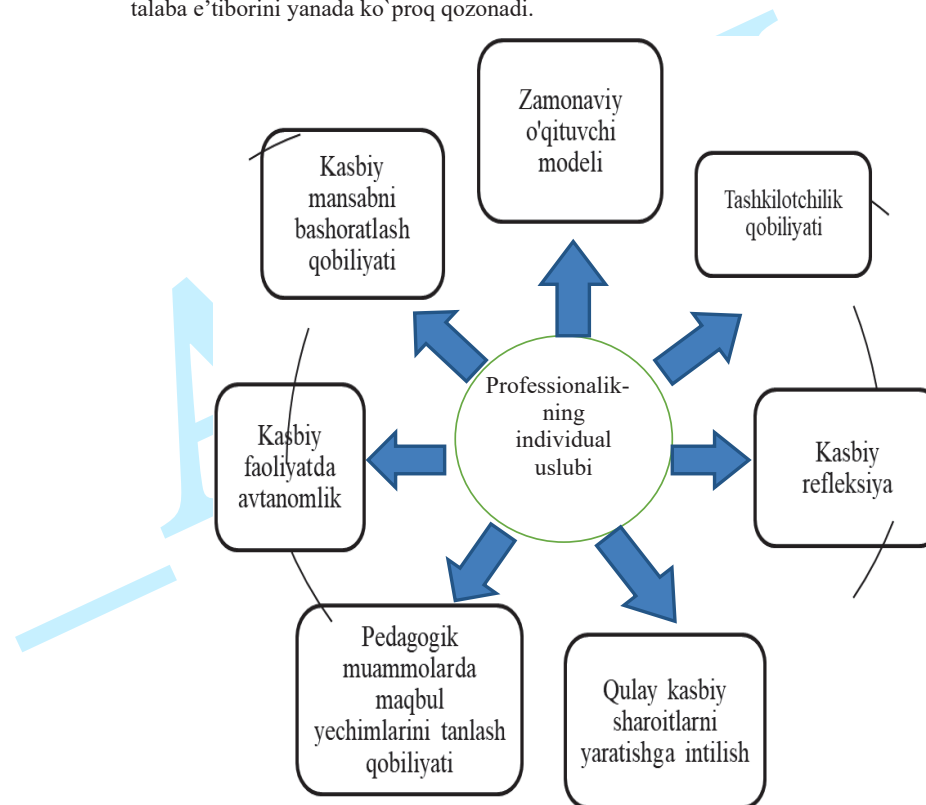 talaba e’tiborini yanada ko`proq qozonadi.
Zamonaviy
o'qituvchi
modeli
Kasbiy
mansabni
bashoratlash
qobiliyati
Tashkilotchilik
qobiliyati
Professionalik-
ning
individual
uslubi
Kasbiy
faoliyatda
avtanomlik
Kasbiy
refleksiya
Pedagogik
muammolarda
maqbul
yechimlarini tanlash
qobiliyati
Qulay kasbiy
sharoitlarni
yaratishga intilish